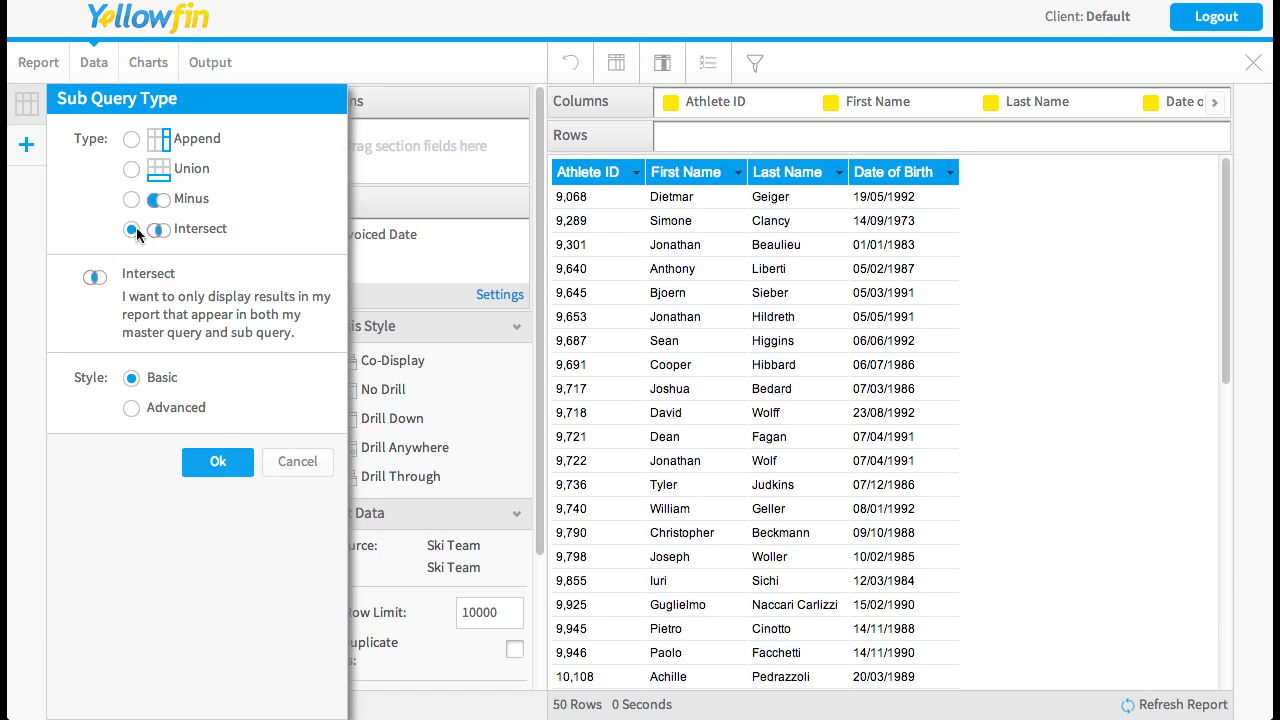 Yellowfin
Client: Default
Logout
Report
Data
Charts
Output
Sub Query Type
Type:
Append
Union
Minus
Intersect
Intersect
I want to only display results in my
report that appear in both my
master query and sub query.
Style:
Basic
Advanced
Ok
Cancel
ns
rag section fields here
voiced Date
Settings
is Style
Co-Display
No Drill
Drill Down
Drill Anywhere
Drill Through
t Data
urce:
Ski Team
Ski Team
ow Limit:
10000
uplicate
s:
Columns
Athlete ID
First Name
Last Name
Date o
Rows
Athlete ID First Name Last Name Date of Birth
9,068 Dietmar Geiger 19/05/1992
9,289 Simone Clancy 14/09/1973
9,301 Jonathan Beaulieu 01/01/1983
9,640 Anthony Liberti 05/02/1987
9,645 Bjoern Sieber 05/03/1991
9,653 Jonathan Hildreth 05/05/1991
9,687 Sean Higgins 06/06/1992
9,691 Cooper Hibbard 06/07/1986
9,717 Joshua Bedard 07/03/1986
9,718 David Wolff 23/08/1992
9,721 Dean Fagan 07/04/1991
9,722 Jonathan Wolf 07/04/1991
9,736 Tyler Judkins 07/12/1986
9,740 William Geller 08/01/1992
9,790 Christopher Beckmann 09/10/1988
9,798 Joseph Woller 10/02/1985
9,855 Iuri Sichi 12/03/1984
9,925 Guglielmo Naccari Carlizzi 15/02/1990
9,945 Pietro Cinotto 14/11/1988
9,946 Paolo Facchetti 14/11/1990
10,108 Achille Pedrazzoli 20/03/1989
50 Rows 0 Seconds
Refresh Report